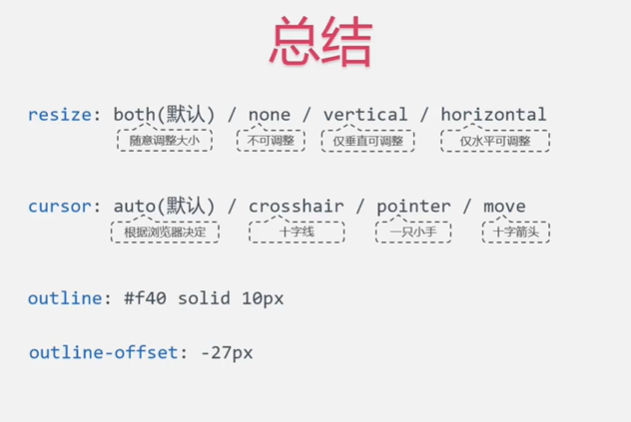 总结
resize: both(默认) / none / vertical / horizontal
随意调整大小 不可调整 仅垂直可调整 仅水平可调整
cursor: auto(默认) / crosshair / pointer / move
根据浏览器决定 十字线 一只小手 十字箭头
outline: #f40 solid 10px
outline-offset: -27px